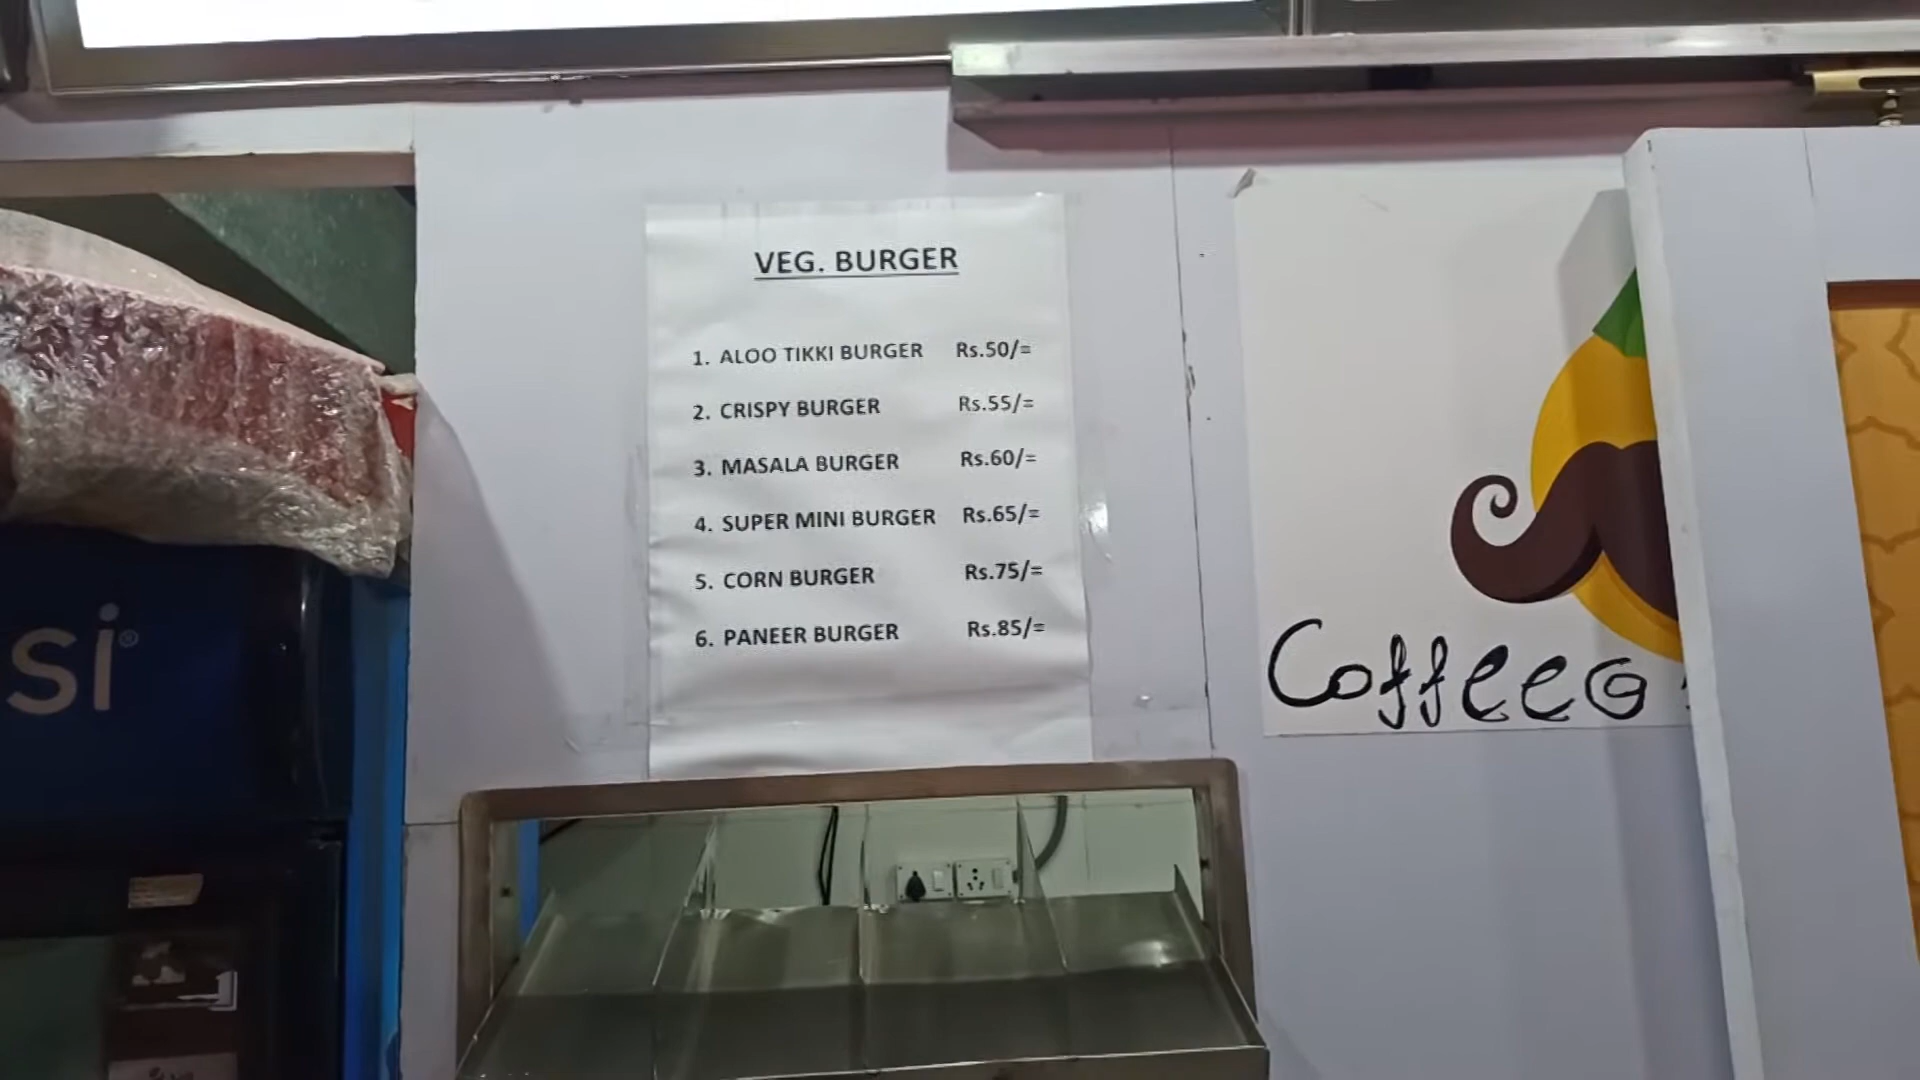 VEG. BURGER
1. ALOO TIKKI BURGER Rs.50/=
2. CRISPY BURGER Rs.55/=
3. MASALA BURGER Rs.60/=
4. SUPER MINI BURGER Rs.65/=
5. CORN BURGER Rs.75/=
6. PANEER BURGER Rs.85/=
si®